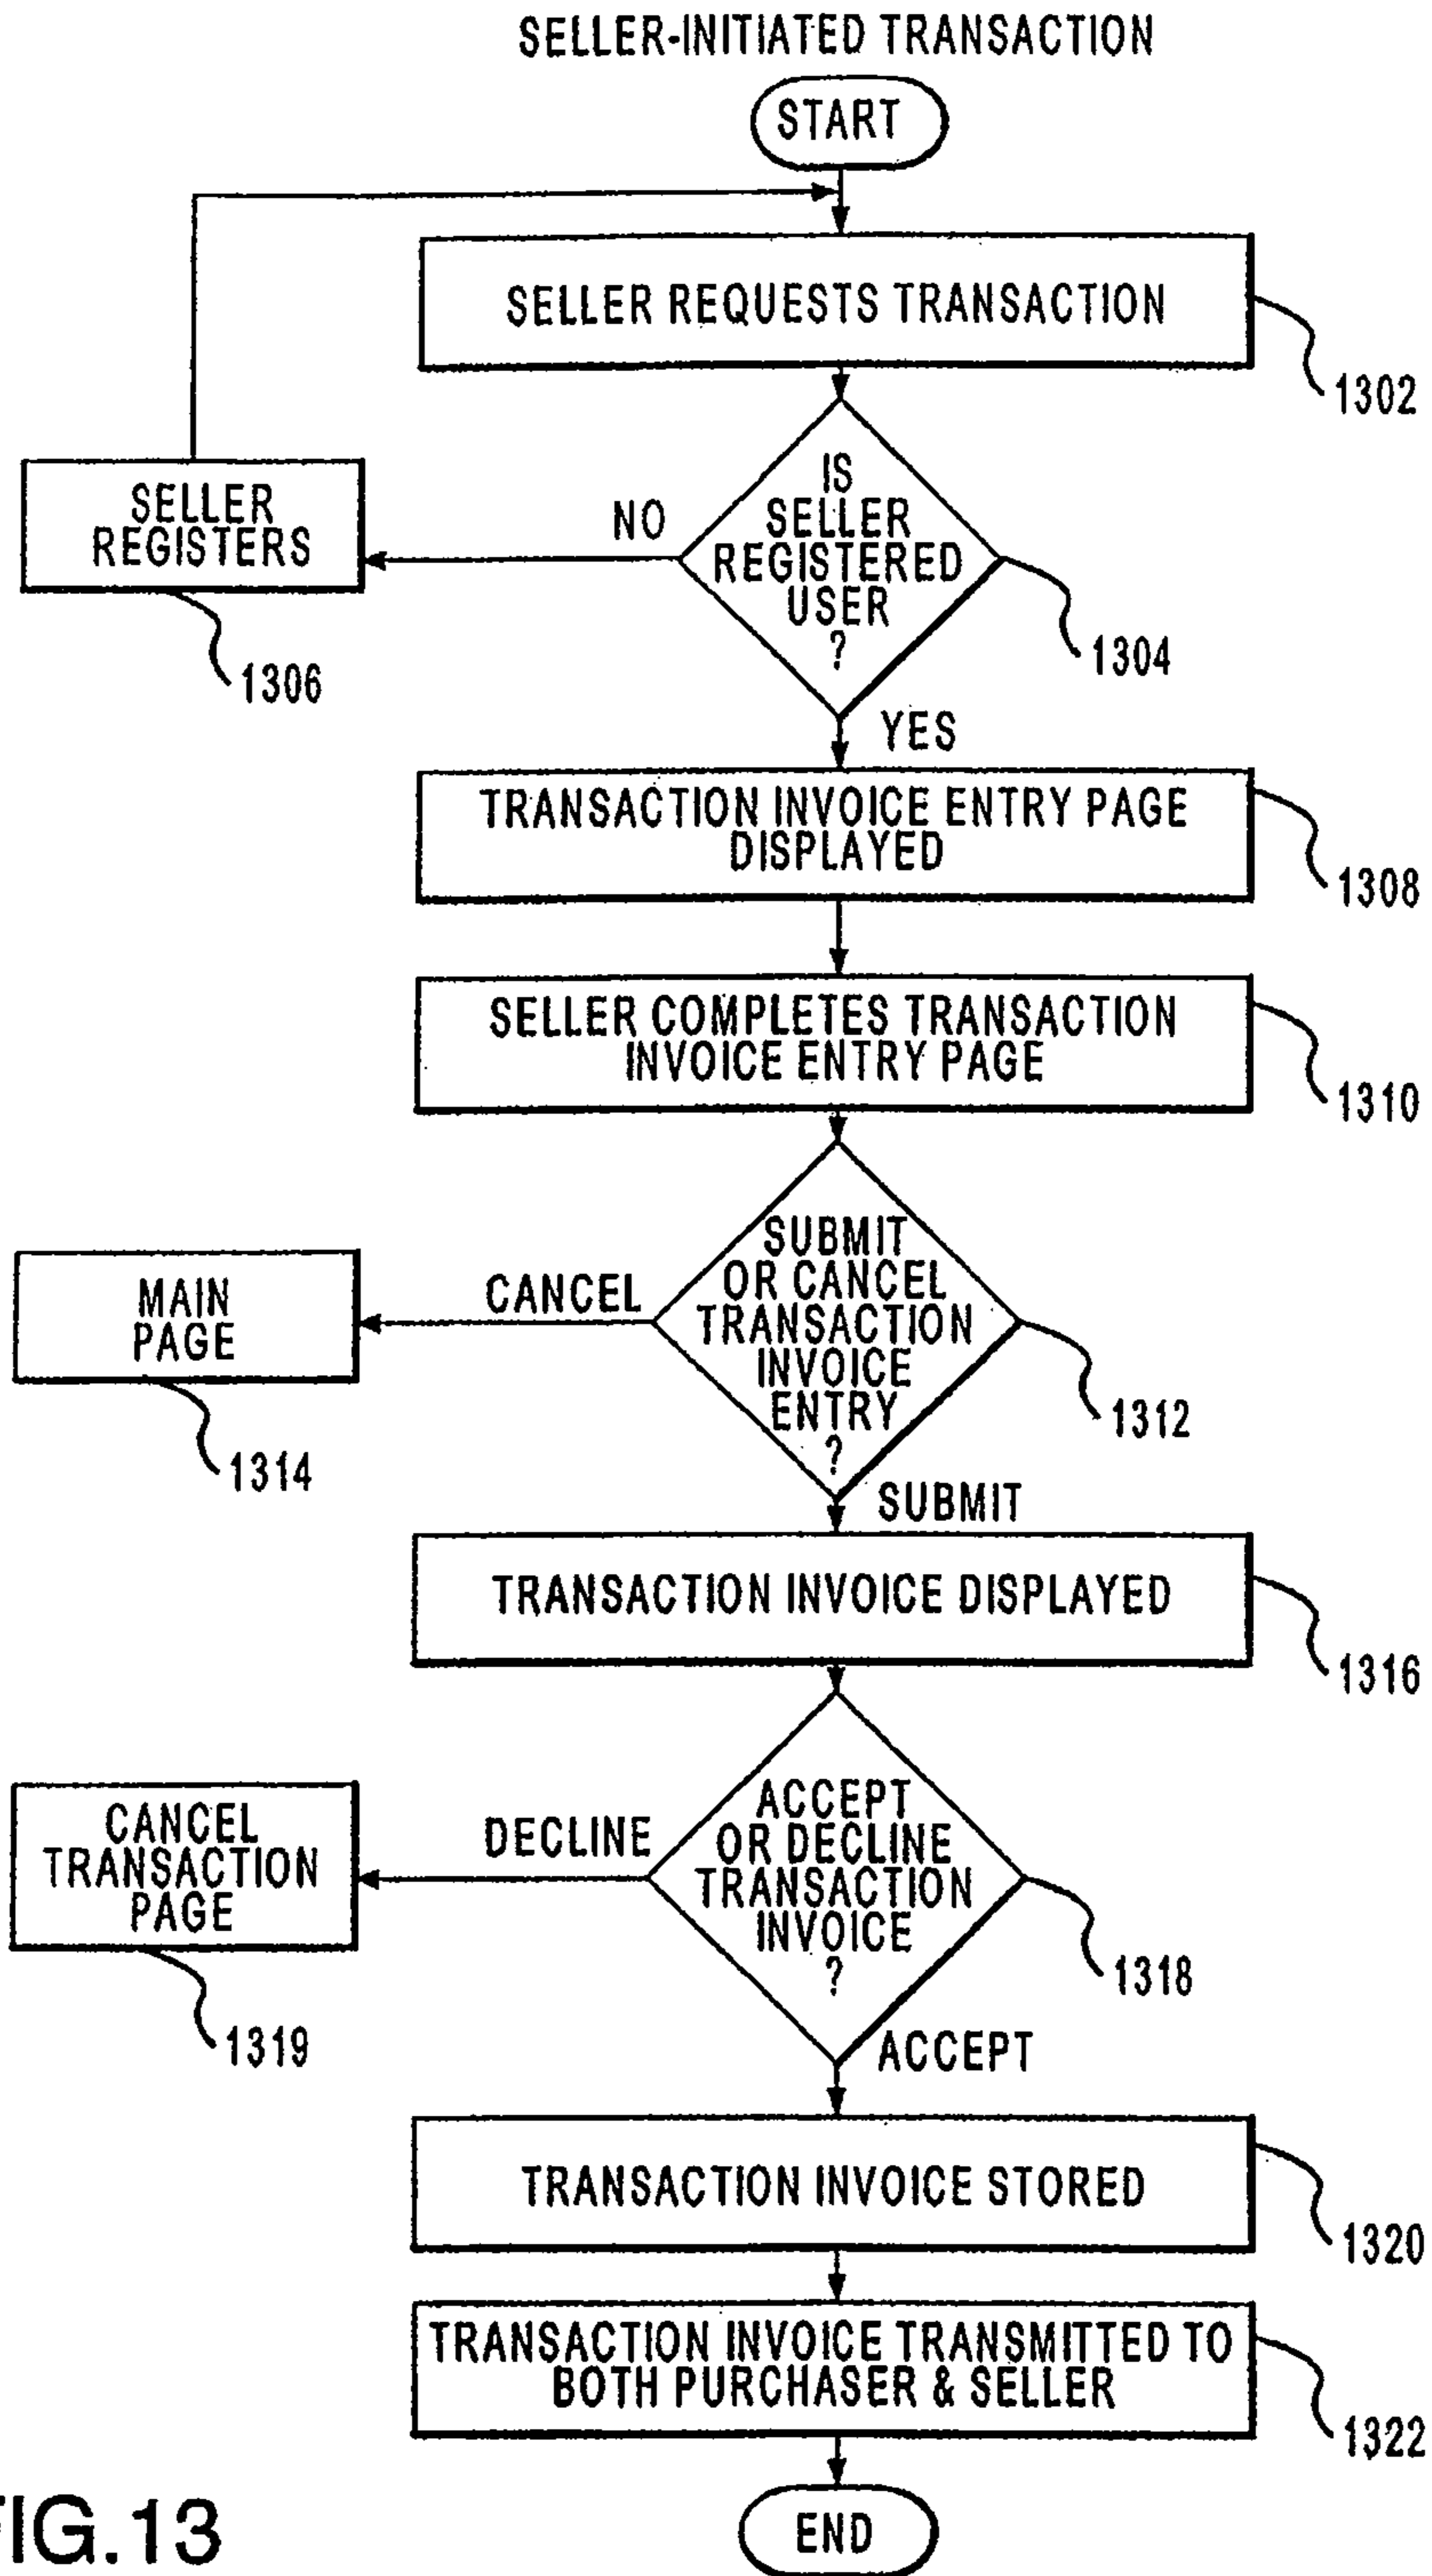 SELLER-INITIATED TRANSACTION
START
SELLER REQUESTS TRANSACTION
1302
IS
SELLER
REGISTERED
USER
?
1304
NO
SELLER
REGISTERS
1306
YES
TRANSACTION INVOICE ENTRY PAGE
DISPLAYED
1308
SELLER COMPLETES TRANSACTION
INVOICE ENTRY PAGE
1310
SUBMIT
OR CANCEL
TRANSACTION
INVOICE
ENTRY
?
1312
CANCEL
MAIN
PAGE
1314
SUBMIT
TRANSACTION INVOICE DISPLAYED
1316
ACCEPT
OR DECLINE
TRANSACTION
INVOICE
?
1318
DECLINE
CANCEL
TRANSACTION
PAGE
1319
ACCEPT
TRANSACTION INVOICE STORED
1320
TRANSACTION INVOICE TRANSMITTED TO
BOTH PURCHASER & SELLER
1322
END
FIG.13